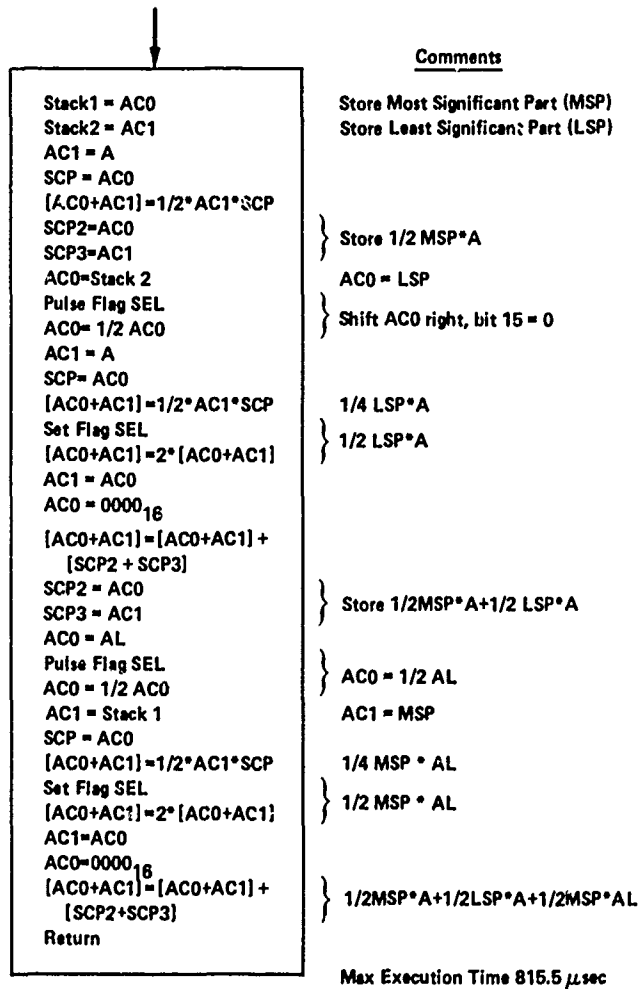 Comments
Stack1 = AC0 Store Most Significant Part (MSP)
Stack2 = AC1 Store Least Significant Part (LSP)
AC1 = A
SCP = AC0
[AC0+AC1]=1/2*AC1*SCP
SCP2=AC0
SCP3=AC1
Store 1/2 MSP*A
AC0=Stack 2 AC0 = LSP
Pulse Flag SEL
AC0= 1/2 AC0
Shift AC0 right, bit 15 = 0
AC1 = A
SCP= AC0
[AC0+AC1]=1/2*AC1*SCP 1/4 LSP*A
Set Flag SEL
[AC0+AC1]=2*[AC0+AC1]
1/2 LSP*A
AC1 = AC0
AC0 = 0000₁₆
[AC0+AC1]=[AC0+AC1] +
[SCP2 + SCP3]
SCP2 = AC0
SCP3 = AC1
Store 1/2MSP*A+1/2 LSP*A
AC0 = AL
Pulse Flag SEL
AC0 = 1/2 AC0
AC0 = 1/2 AL
AC1 = Stack 1 AC1 = MSP
SCP = AC0
[AC0+AC1]=1/2*AC1*SCP 1/4 MSP * AL
Set Flag SEL
[AC0+AC1]=2*[AC0+AC1]
1/2 MSP * AL
AC1=AC0
AC0=0000₁₆
[AC0+AC1]=[AC0+AC1] +
[SCP2+SCP3]
1/2MSP*A+1/2LSP*A+1/2MSP*AL
Return
Max Execution Time 815.5 μsec